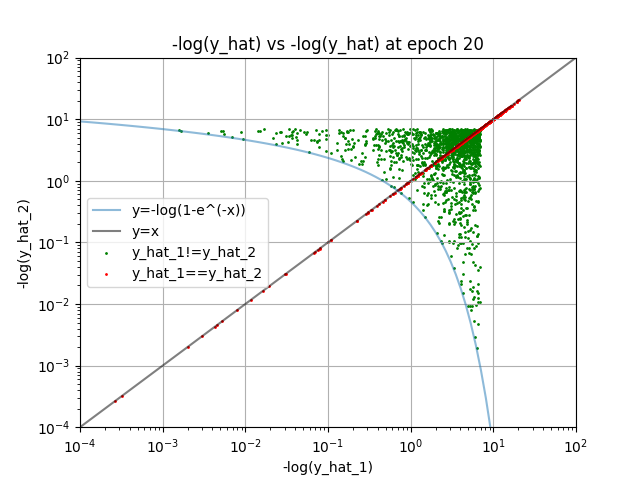 -log(y_hat) vs -log(y_hat) at epoch 20
10^2
10^1
10^0
10^-1
10^-2
10^-3
10^-4
-log(y_hat_2)
y=-log(1-e^(-x))
y=x
y_hat_1!=y_hat_2
y_hat_1==y_hat_2
10^-4 10^-3 10^-2 10^-1 10^0 10^1 10^2
-log(y_hat_1)